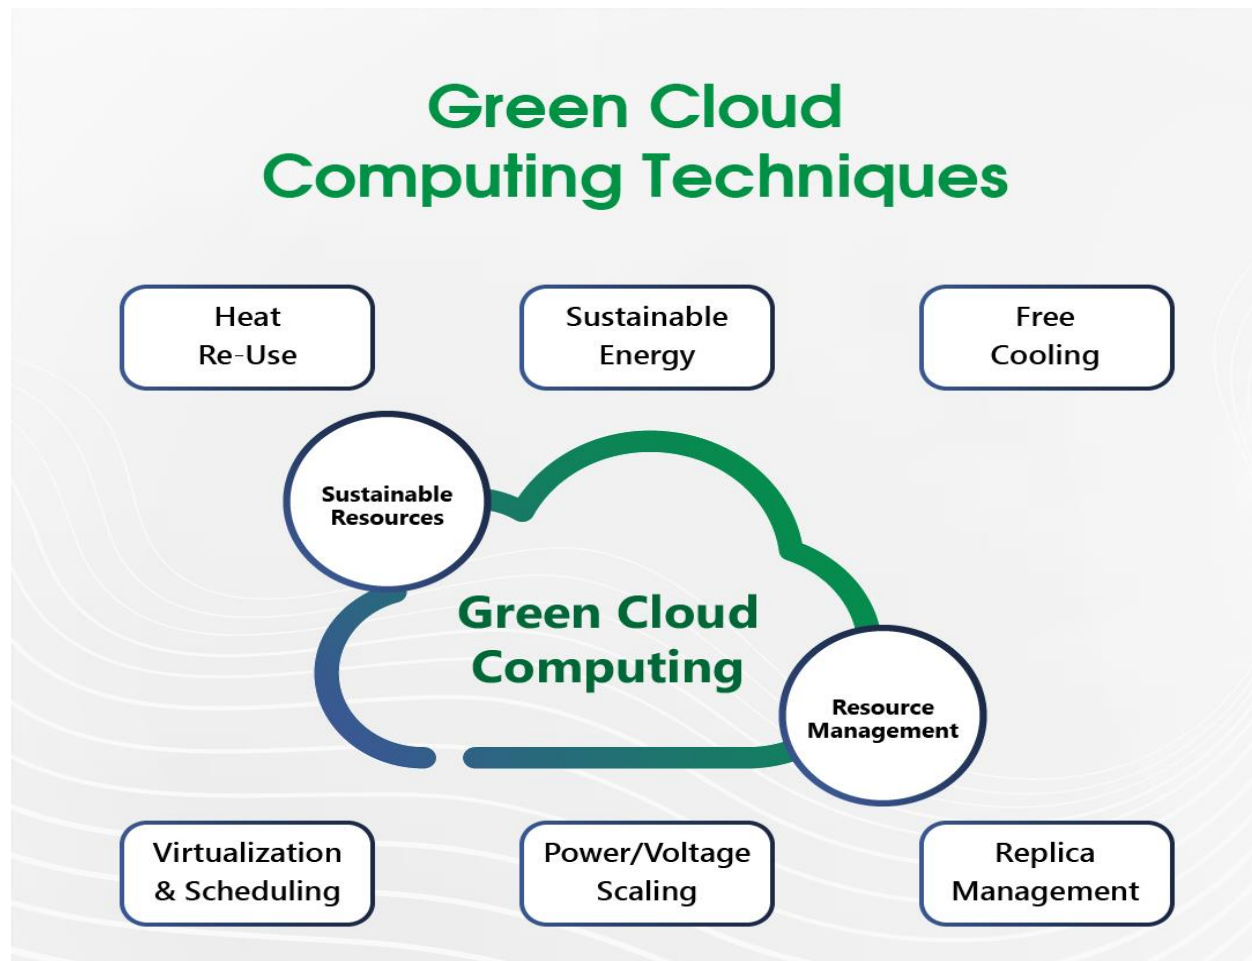 Green Cloud
Computing Techniques
Heat
Re-Use
Sustainable
Energy
Free
Cooling
Sustainable
Resources
Green Cloud
Computing
Resource
Management
Virtualization
& Scheduling
Power/Voltage
Scaling
Replica
Management